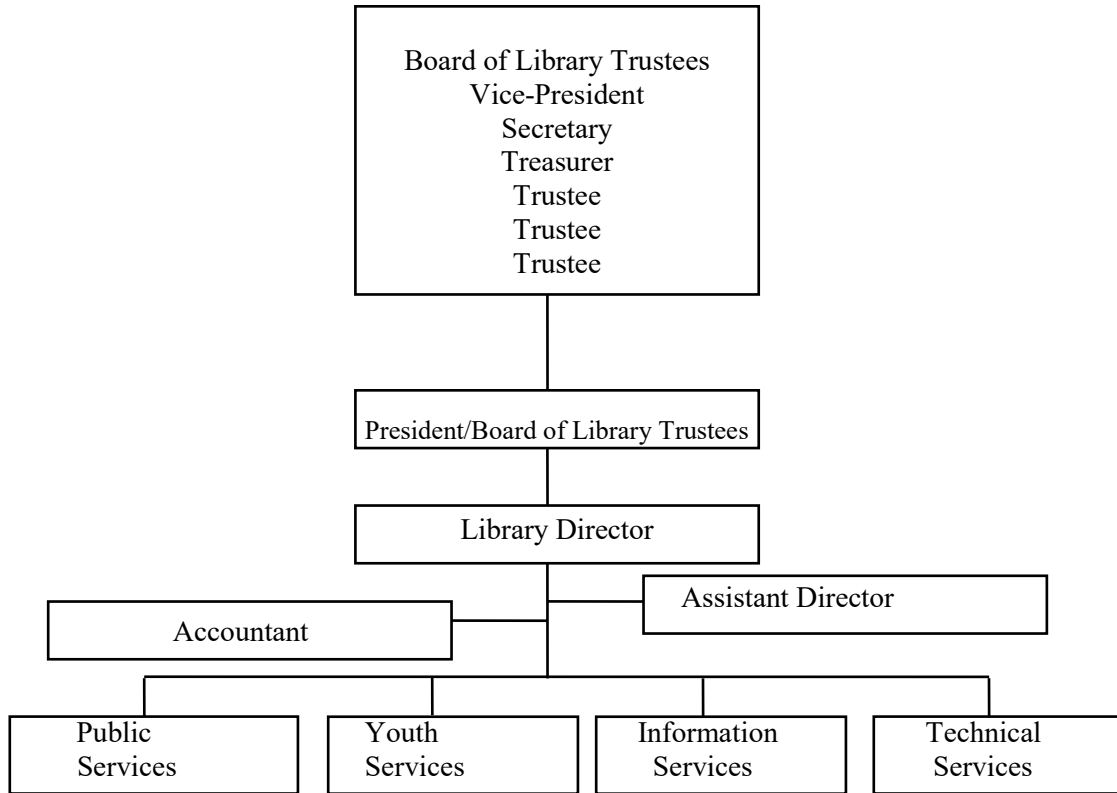 Board of Library Trustees
Vice-President
Secretary
Treasurer
Trustee
Trustee
Trustee
President/Board of Library Trustees
Library Director
Assistant Director
Accountant
Public
Services
Youth
Services
Information
Services
Technical
Services